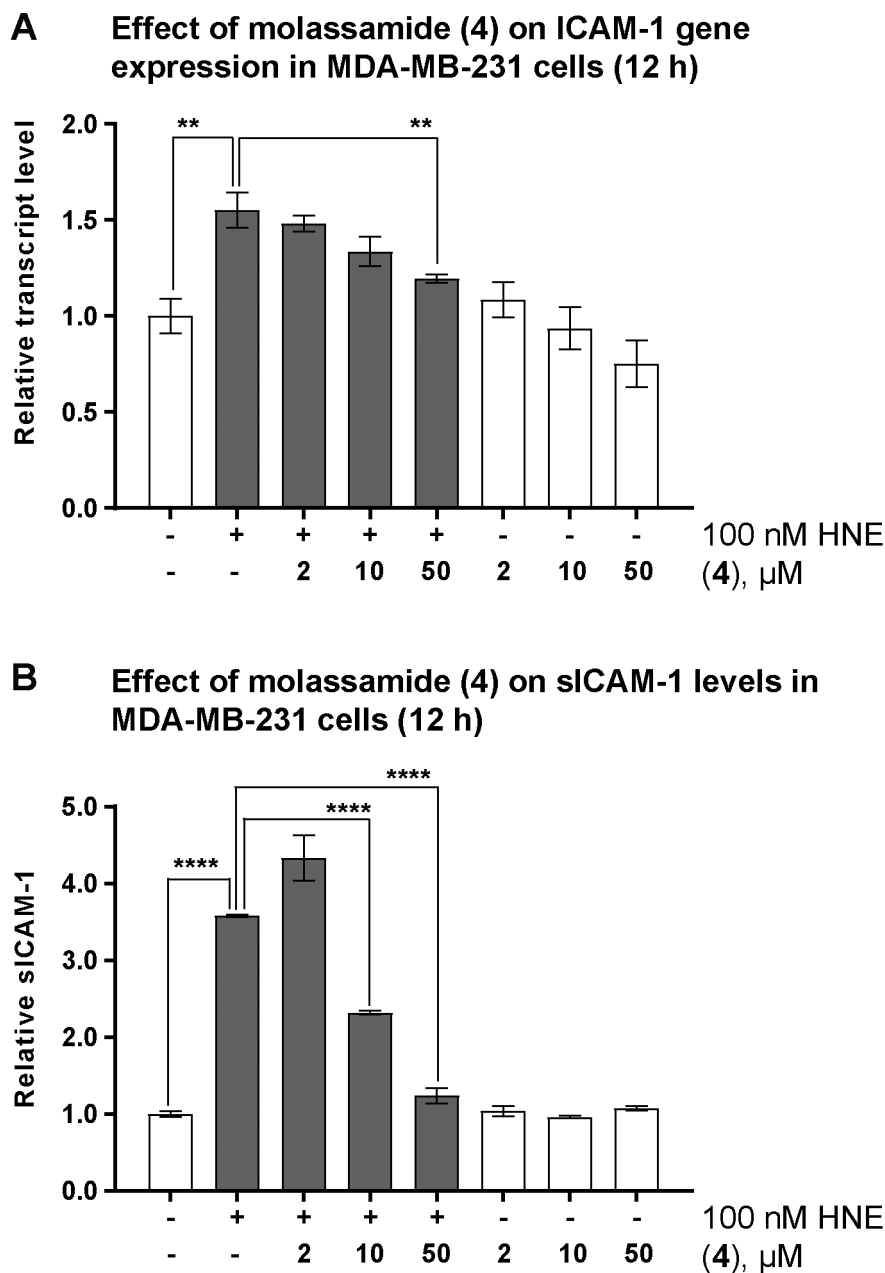 A Effect of molassamide (4) on ICAM-1 gene
expression in MDA-MB-231 cells (12 h)
Relative transcript level
2.0
1.5
1.0
0.5
0.0
** **
- + + + + - - - 100 nM HNE
- - 2 10 50 2 10 50 (4), µM
B Effect of molassamide (4) on sICAM-1 levels in
MDA-MB-231 cells (12 h)
Relative sICAM-1
5.0
4.0
3.0
2.0
1.0
0.0
****
****
****
- + + + + - - - 100 nM HNE
- - 2 10 50 2 10 50 (4), µM